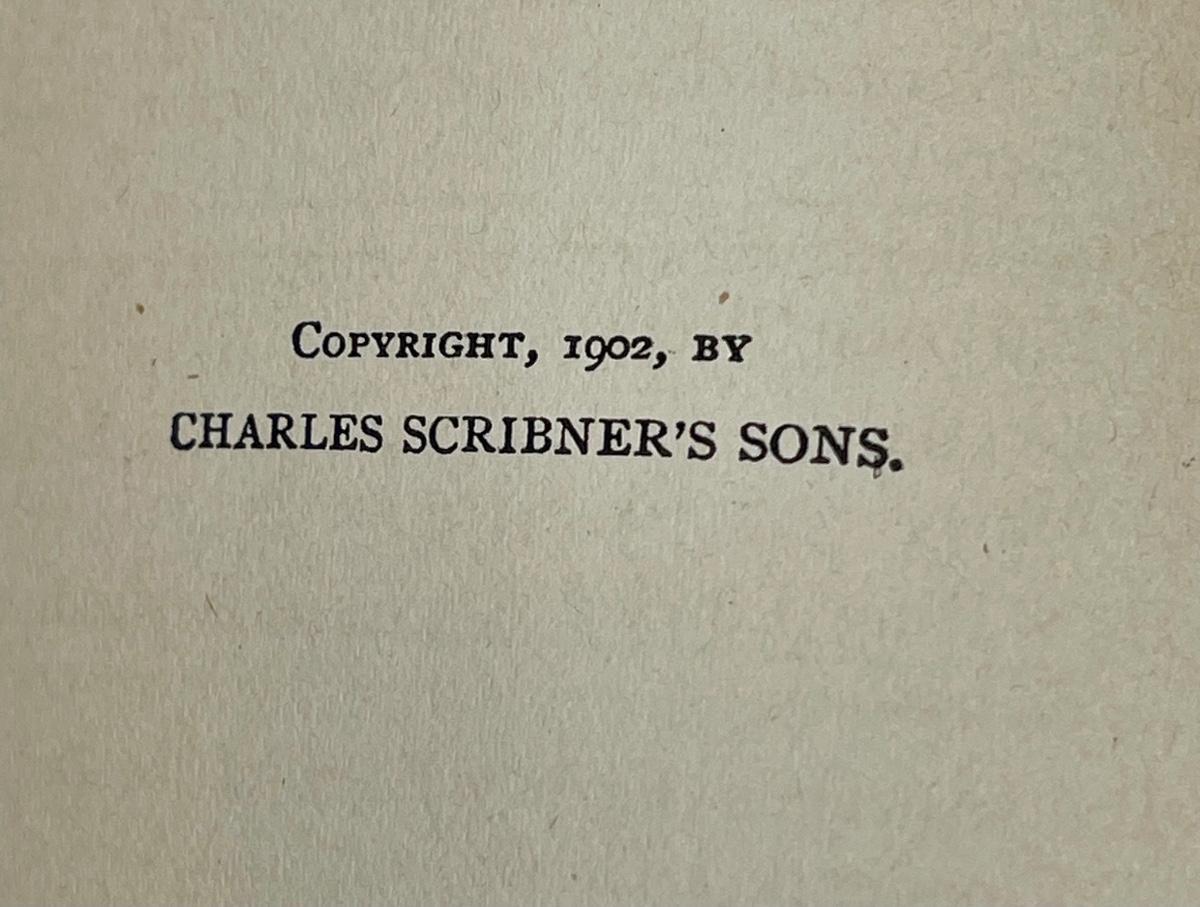 COPYRIGHT, 1902, BY
CHARLES SCRIBNER'S SONS.